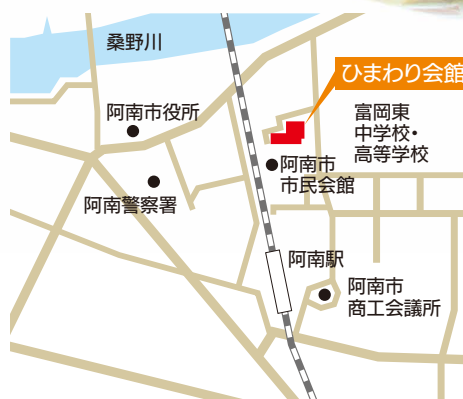 桑野川
ひまわり会館
阿南市役所
富岡東
中学校・
高等学校
阿南市
市民会館
阿南警察署
阿南駅
阿南市
商工会議所